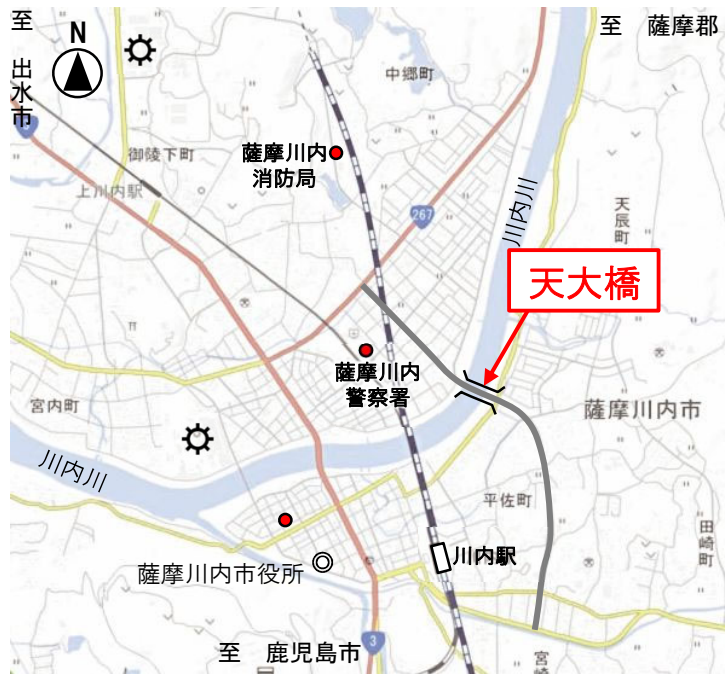 至
出水市
N
至 薩摩郡
中郷町
御陵下町
薩摩川内
消防局
上川内駅
267
川内川
天辰町
天大橋
薩摩川内
警察署
宮内町
薩摩川内市
川内川
平佐町
田崎町
川内駅
薩摩川内市役所
3
至 鹿児島市
宮崎